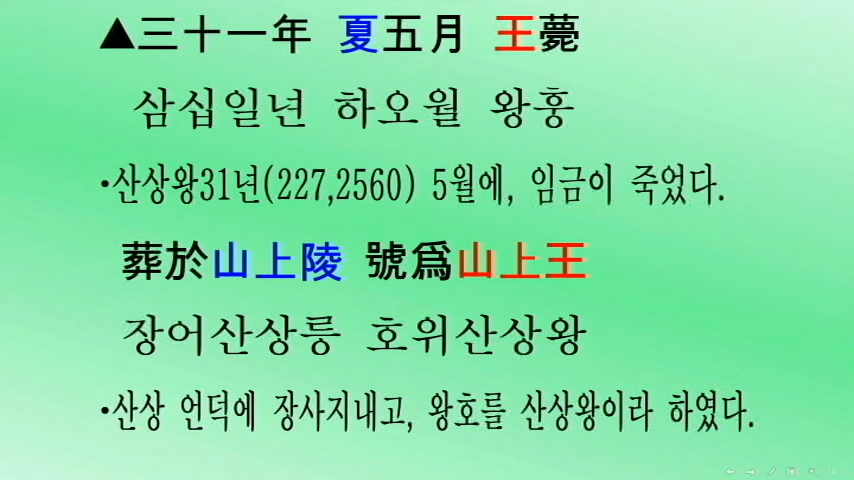 ▲三十一年 夏五月 王薨
삼십일년 하오월 왕훙
·산상왕31년(227,2560) 5월에, 임금이 죽었다.
葬於山上陵 號爲山上王
장어산상릉 호위산상왕
·산상 언덕에 장사지내고, 왕호를 산상왕이라 하였다.